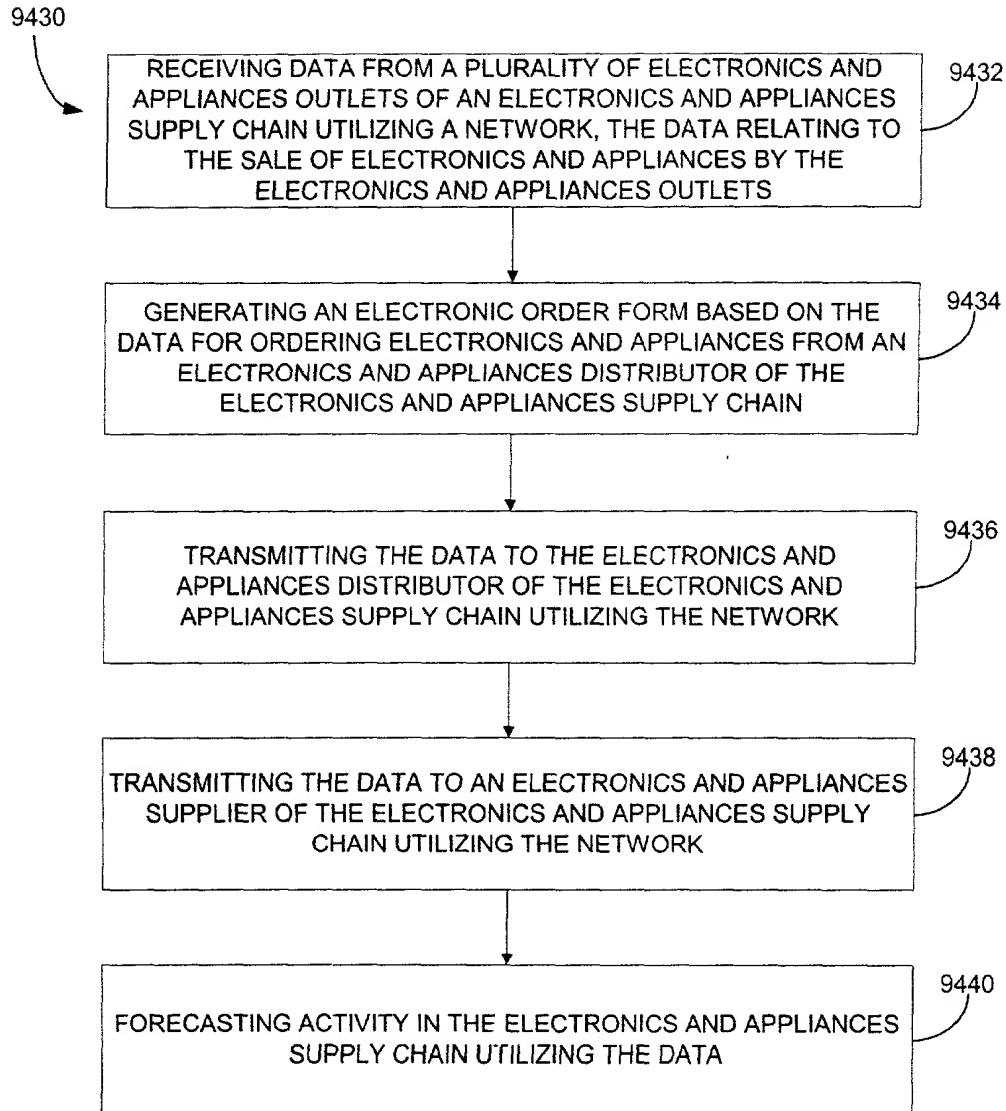 9430
RECEIVING DATA FROM A PLURALITY OF ELECTRONICS AND
APPLIANCES OUTLETS OF AN ELECTRONICS AND APPLIANCES
SUPPLY CHAIN UTILIZING A NETWORK, THE DATA RELATING TO
THE SALE OF ELECTRONICS AND APPLIANCES BY THE
ELECTRONICS AND APPLIANCES OUTLETS
9432
GENERATING AN ELECTRONIC ORDER FORM BASED ON THE
DATA FOR ORDERING ELECTRONICS AND APPLIANCES FROM AN
ELECTRONICS AND APPLIANCES DISTRIBUTOR OF THE
ELECTRONICS AND APPLIANCES SUPPLY CHAIN
9434
TRANSMITTING THE DATA TO THE ELECTRONICS AND
APPLIANCES DISTRIBUTOR OF THE ELECTRONICS AND
APPLIANCES SUPPLY CHAIN UTILIZING THE NETWORK
9436
TRANSMITTING THE DATA TO AN ELECTRONICS AND APPLIANCES
SUPPLIER OF THE ELECTRONICS AND APPLIANCES SUPPLY
CHAIN UTILIZING THE NETWORK
9438
FORECASTING ACTIVITY IN THE ELECTRONICS AND APPLIANCES
SUPPLY CHAIN UTILIZING THE DATA
9440